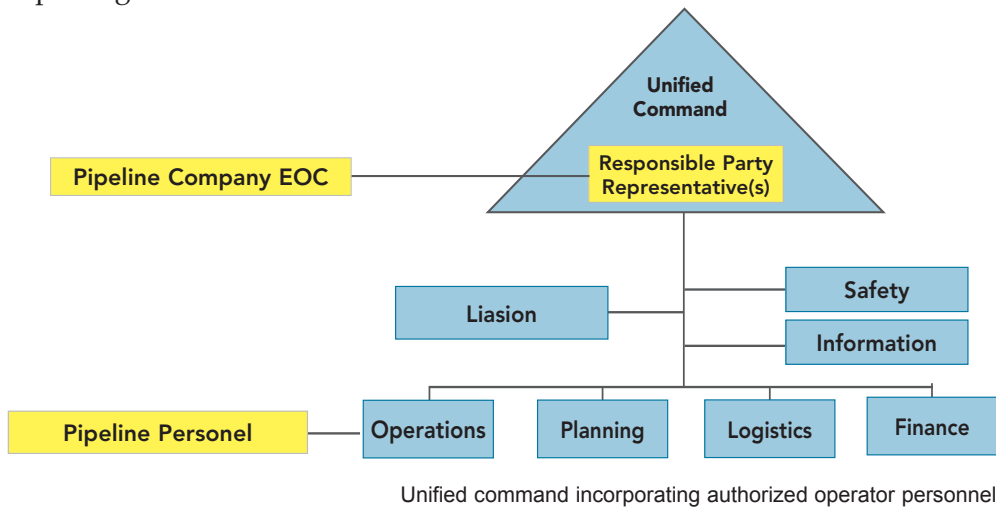 Unified
Command
Pipeline Company EOC
Responsible Party
Representative(s)
Liasion
Safety
Information
Pipeline Personel
Operations
Planning
Logistics
Finance
Unified command incorporating authorized operator personnel